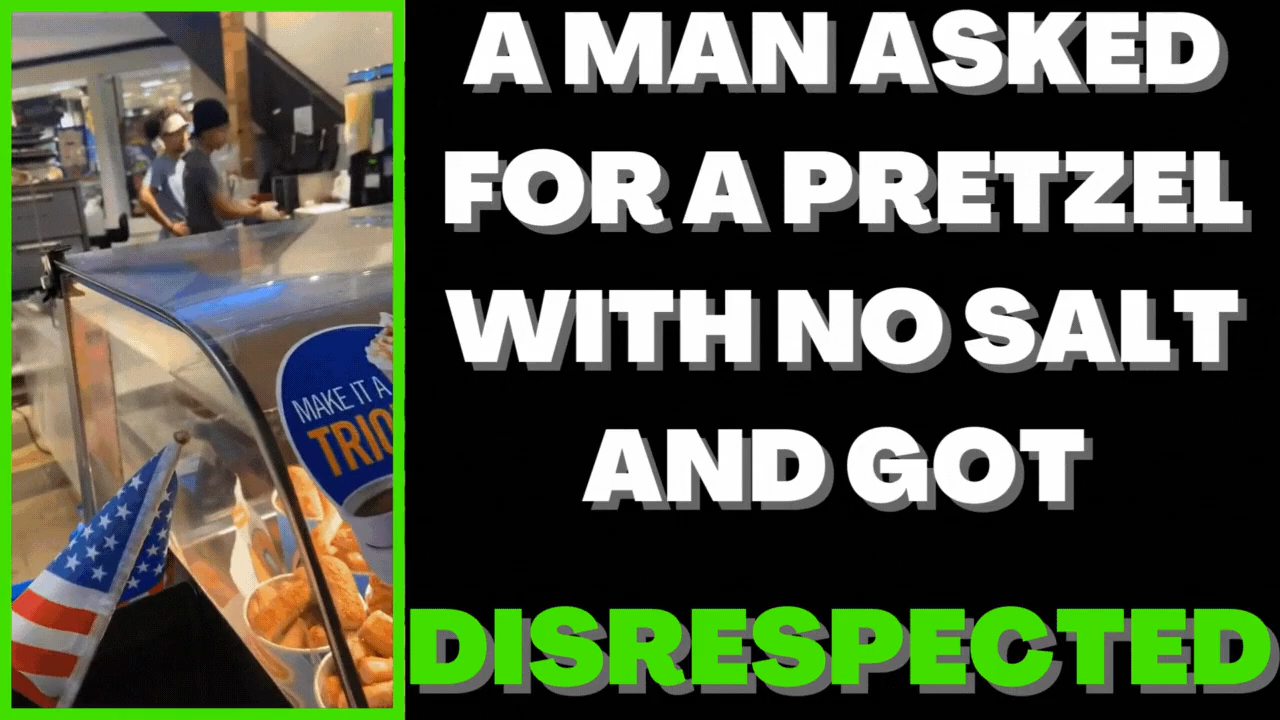 A MAN ASKED
FOR A PRETZEL
WITH NO SALT
AND GOT
DISRESPECTED
MAKE IT A
TRIO